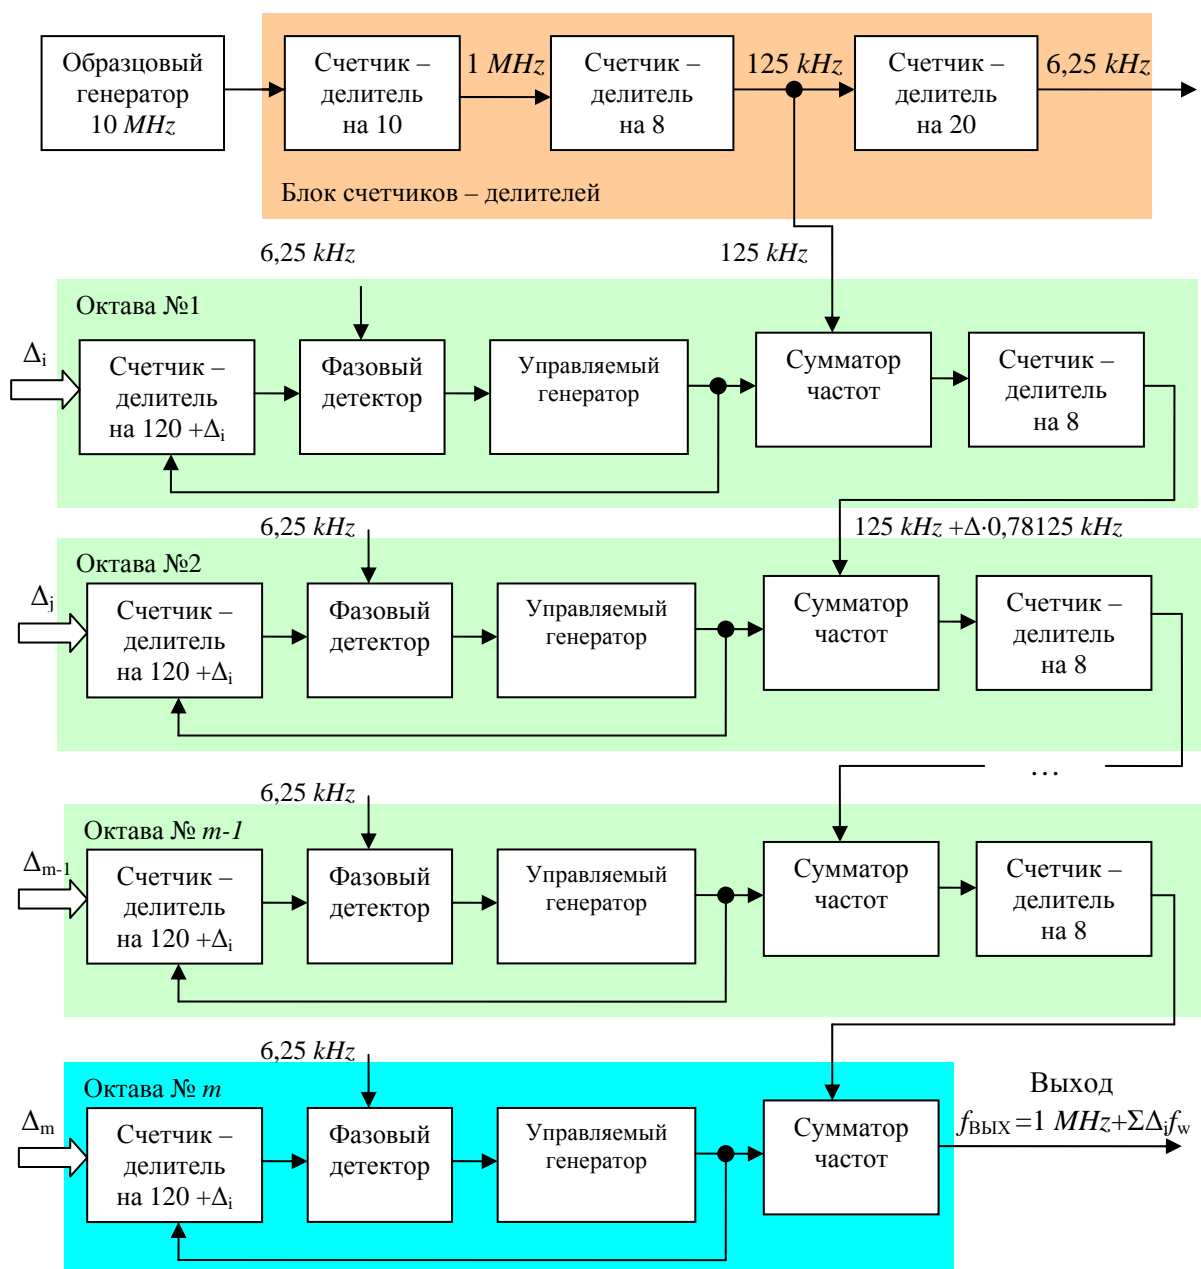 Образцовый
генератор
10 MHz
Счетчик –
делитель
на 10
1 MHz
Счетчик –
делитель
на 8
125 kHz
Счетчик –
делитель
на 20
6,25 kHz
Блок счетчиков – делителей
6,25 kHz
125 kHz
Октава №1
Δi
Счетчик –
делитель
на 120 +Δi
Фазовый
детектор
Управляемый
генератор
Сумматор
частот
Счетчик –
делитель
на 8
6,25 kHz
125 kHz +Δ·0,78125 kHz
Октава №2
Δj
Счетчик –
делитель
на 120 +Δi
Фазовый
детектор
Управляемый
генератор
Сумматор
частот
Счетчик –
делитель
на 8
...
6,25 kHz
Октава № m-1
Δm-1
Счетчик –
делитель
на 120 +Δi
Фазовый
детектор
Управляемый
генератор
Сумматор
частот
Счетчик –
делитель
на 8
6,25 kHz
Октава № m
Δm
Счетчик –
делитель
на 120 +Δi
Фазовый
детектор
Управляемый
генератор
Сумматор
частот
Выход
fВЫХ =1 MHz+ΣΔifw